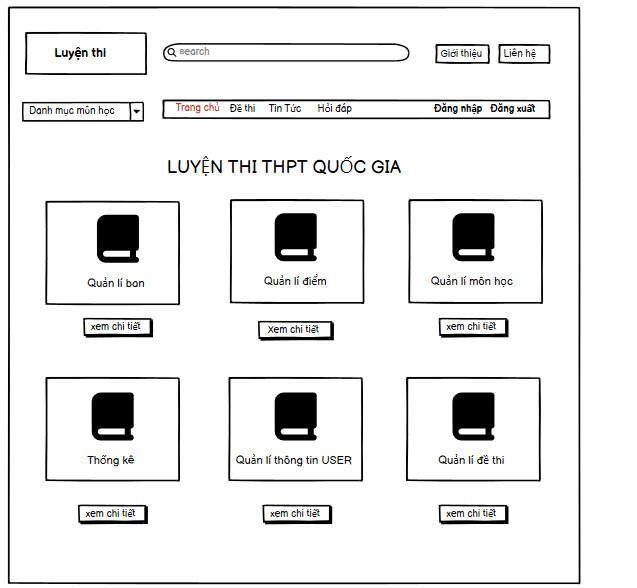 Luyện thi
search
Giới thiệu
Liên hệ
Danh mục môn học
Trang chủ Đề thi Tin Tức Hỏi đáp Đăng nhập Đăng xuất
LUYỆN THI THPT QUỐC GIA
Quản lí ban
Quản lí điểm
Quản lí môn học
xem chi tiết
Xem chi tiết
xem chi tiết
Thống kê
Quản lí thông tin USER
Quản lí đề thi
xem chi tiết
xem chi tiết
xem chi tiết